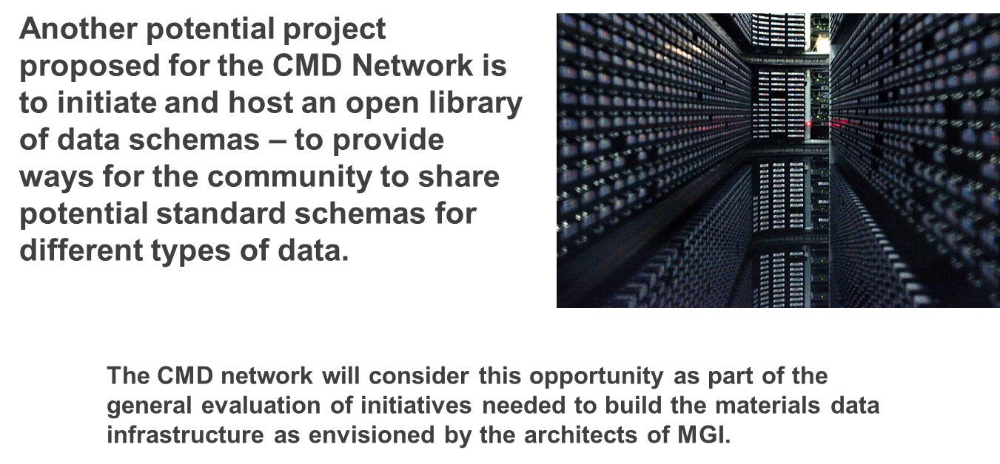 Another potential project
proposed for the CMD Network is
to initiate and host an open library
of data schemas – to provide
ways for the community to share
potential standard schemas for
different types of data.
The CMD network will consider this opportunity as part of the
general evaluation of initiatives needed to build the materials data
infrastructure as envisioned by the architects of MGI.